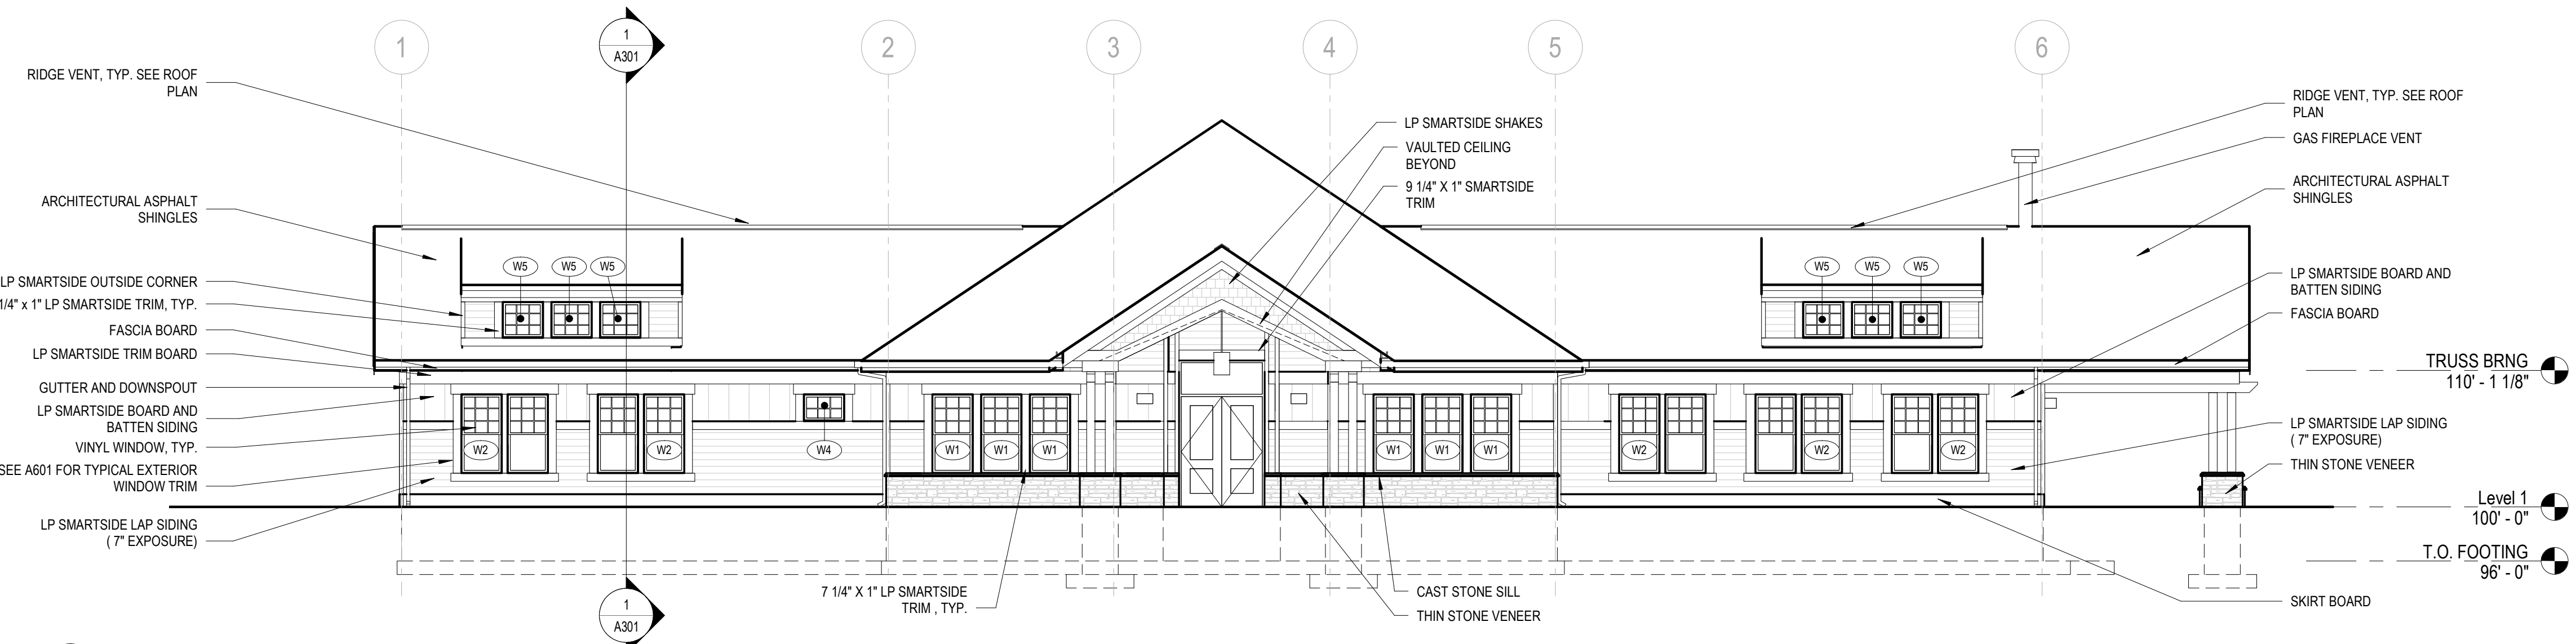 1
1
A301
2
3
4
5
6
RIDGE VENT, TYP. SEE ROOF
PLAN
ARCHITECTURAL ASPHALT
SHINGLES
LP SMARTSIDE OUTSIDE CORNER
1/4" x 1" LP SMARTSIDE TRIM, TYP.
FASCIA BOARD
LP SMARTSIDE TRIM BOARD
GUTTER AND DOWNSPOUT
LP SMARTSIDE BOARD AND
BATTEN SIDING
VINYL WINDOW, TYP.
SEE A601 FOR TYPICAL EXTERIOR
WINDOW TRIM
LP SMARTSIDE LAP SIDING
( 7" EXPOSURE)
LP SMARTSIDE SHAKES
VAULTED CEILING
BEYOND
9 1/4" X 1" SMARTSIDE
TRIM
W5 W5 W5
W5 W5 W5
W2 W2 W4 W1 W1 W1 W1 W1 W1 W2 W2 W2
RIDGE VENT, TYP. SEE ROOF
PLAN
GAS FIREPLACE VENT
ARCHITECTURAL ASPHALT
SHINGLES
LP SMARTSIDE BOARD AND
BATTEN SIDING
FASCIA BOARD
TRUSS BRNG
110' - 1 1/8"
LP SMARTSIDE LAP SIDING
( 7" EXPOSURE)
THIN STONE VENEER
Level 1
100' - 0"
T.O. FOOTING
96' - 0"
SKIRT BOARD
7 1/4" X 1" LP SMARTSIDE
TRIM , TYP.
CAST STONE SILL
THIN STONE VENEER
1
A301